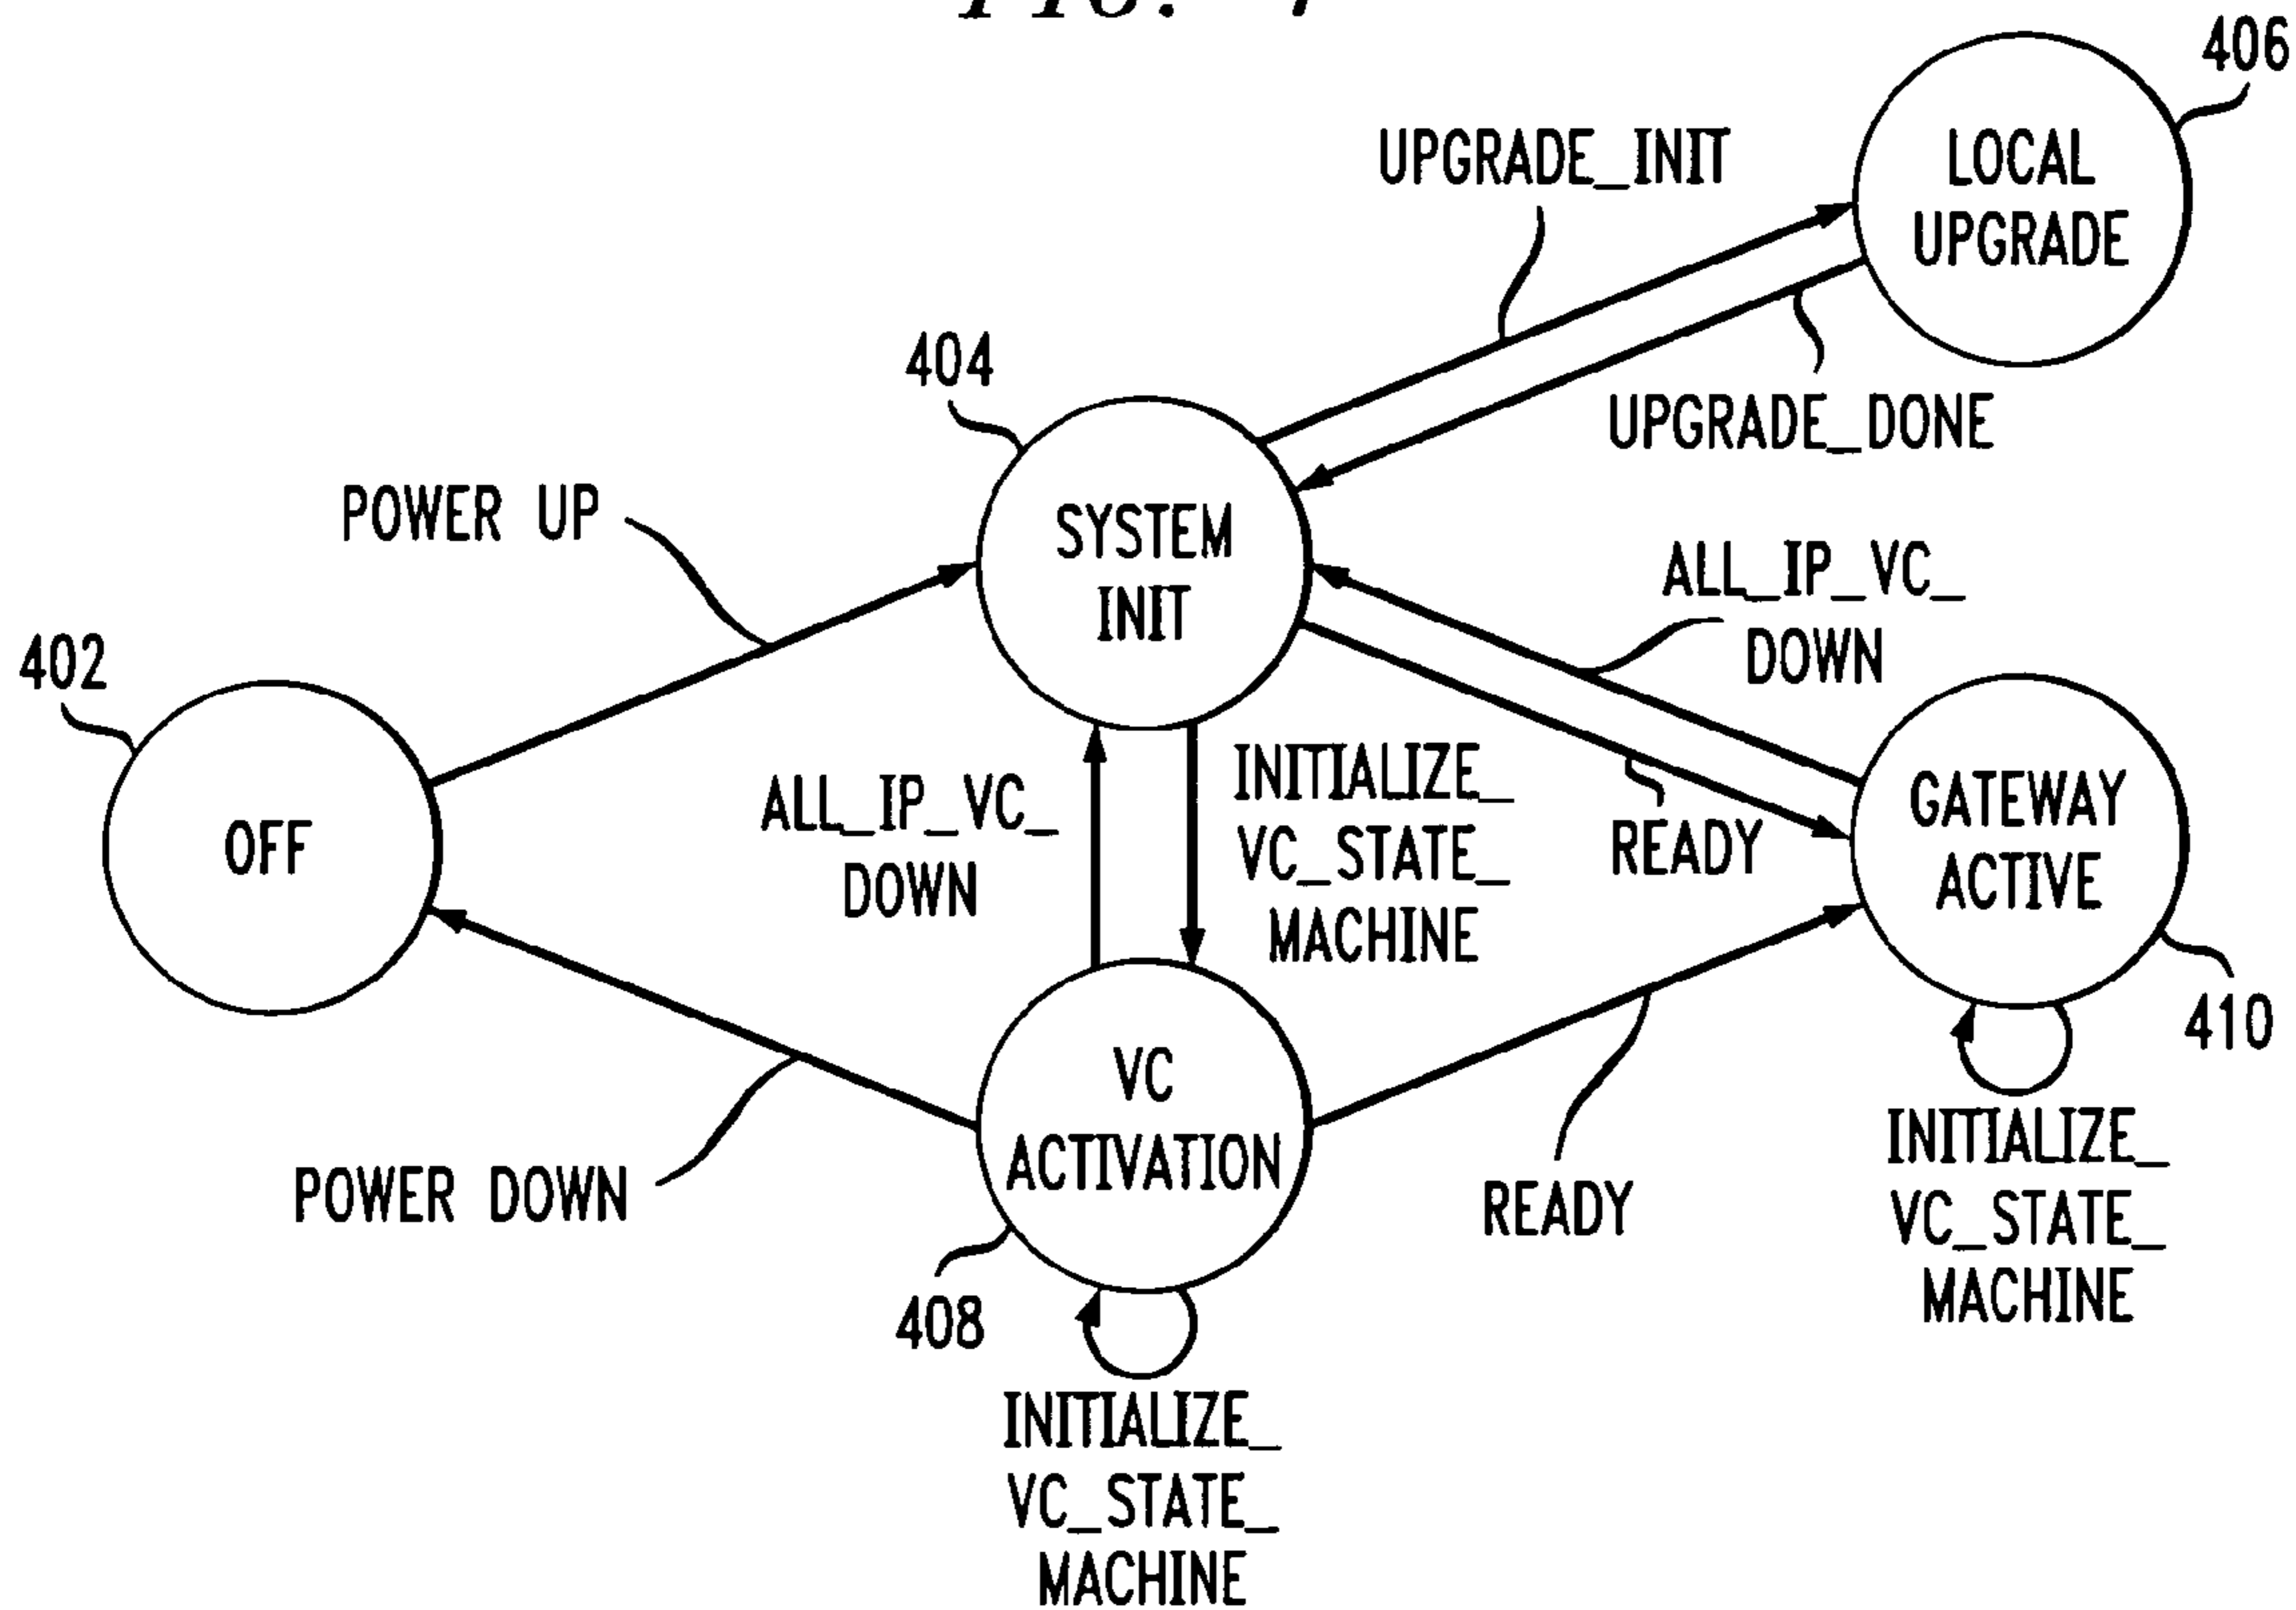 406
UPGRADE_INIT
LOCAL
UPGRADE
404
UPGRADE_DONE
POWER UP
SYSTEM
INIT
ALL_IP_VC_
DOWN
402
OFF
ALL_IP_VC_
DOWN
INITIALIZE_
VC_STATE_
MACHINE
READY
GATEWAY
ACTIVE
410
VC
ACTIVATION
POWER DOWN
READY
INITIALIZE_
VC_STATE_
MACHINE
408
INITIALIZE_
VC_STATE_
MACHINE